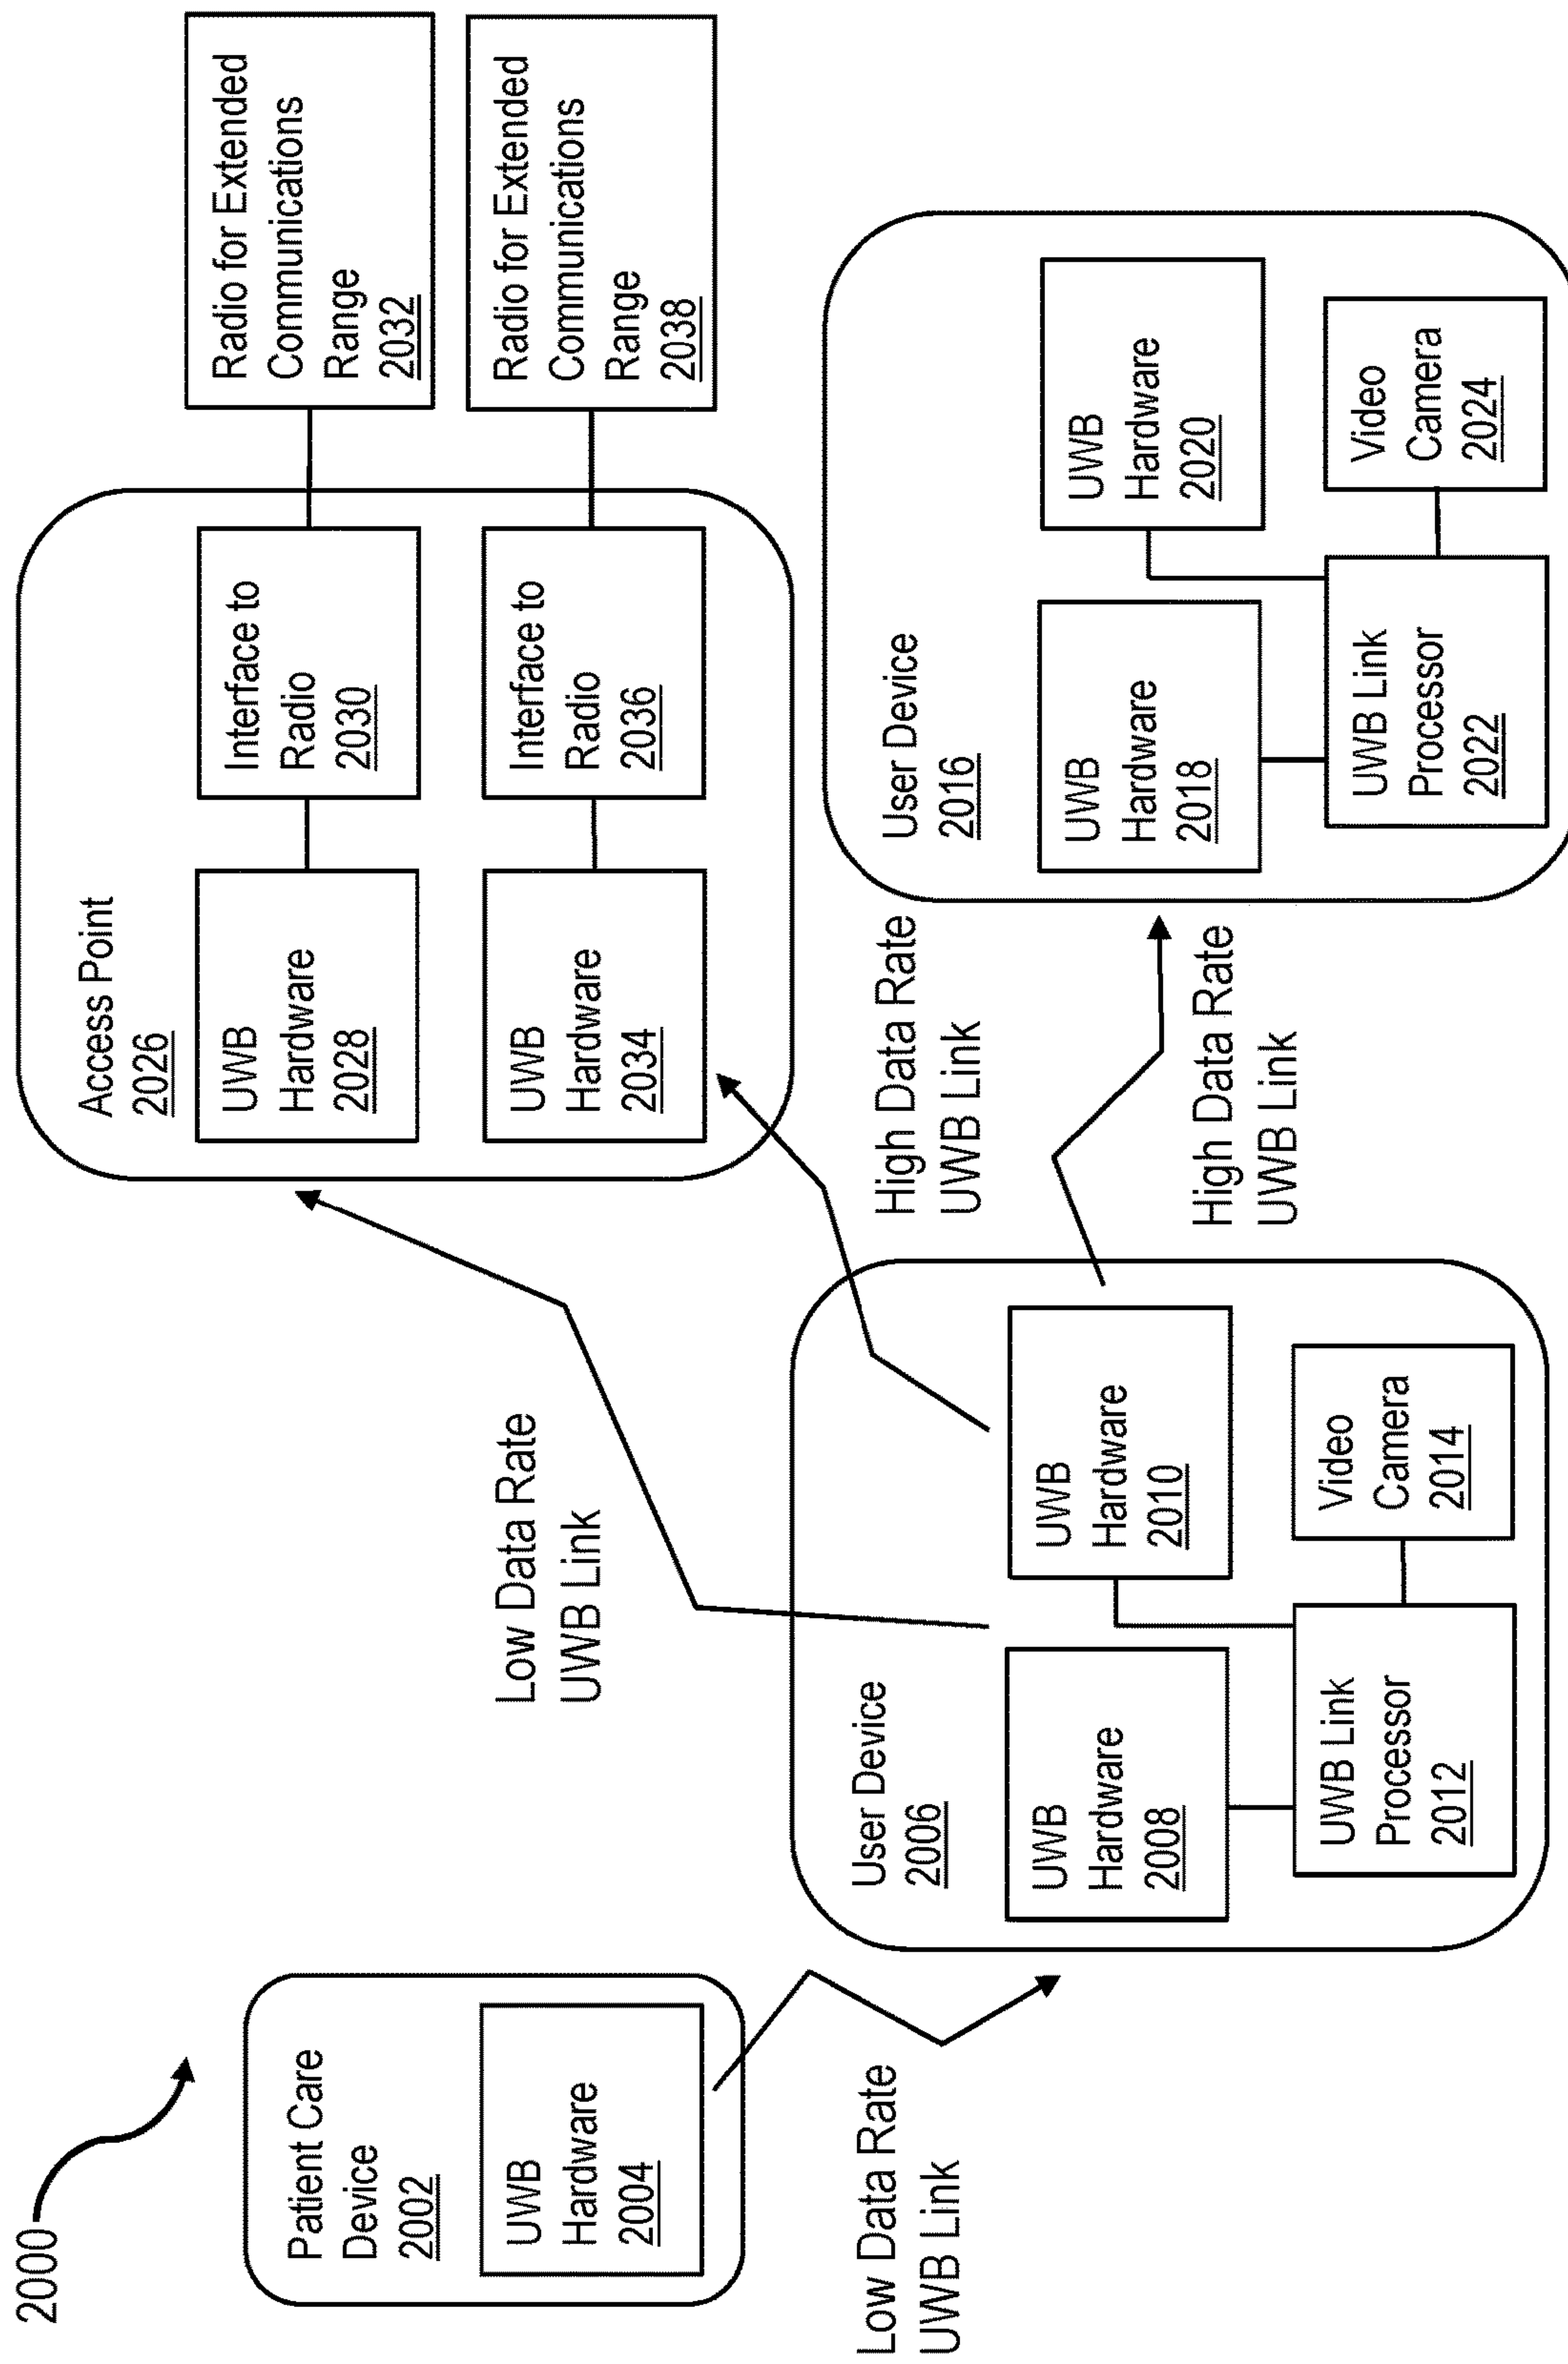 2000
Patient Care
Device
2002
UWB
Hardware
2004
Low Data Rate
UWB Link
User Device
2006
UWB
Hardware
2008
UWB
Hardware
2010
UWB Link
Processor
2012
Video
Camera
2014
Low Data Rate
UWB Link
High Data Rate
UWB Link
High Data Rate
UWB Link
Access Point
2026
UWB
Hardware
2028
Interface to
Radio
2030
Radio for Extended
Communications
Range
2032
UWB
Hardware
2034
Interface to
Radio
2036
Radio for Extended
Communications
Range
2038
User Device
2016
UWB
Hardware
2018
UWB
Hardware
2020
UWB Link
Processor
2022
Video
Camera
2024